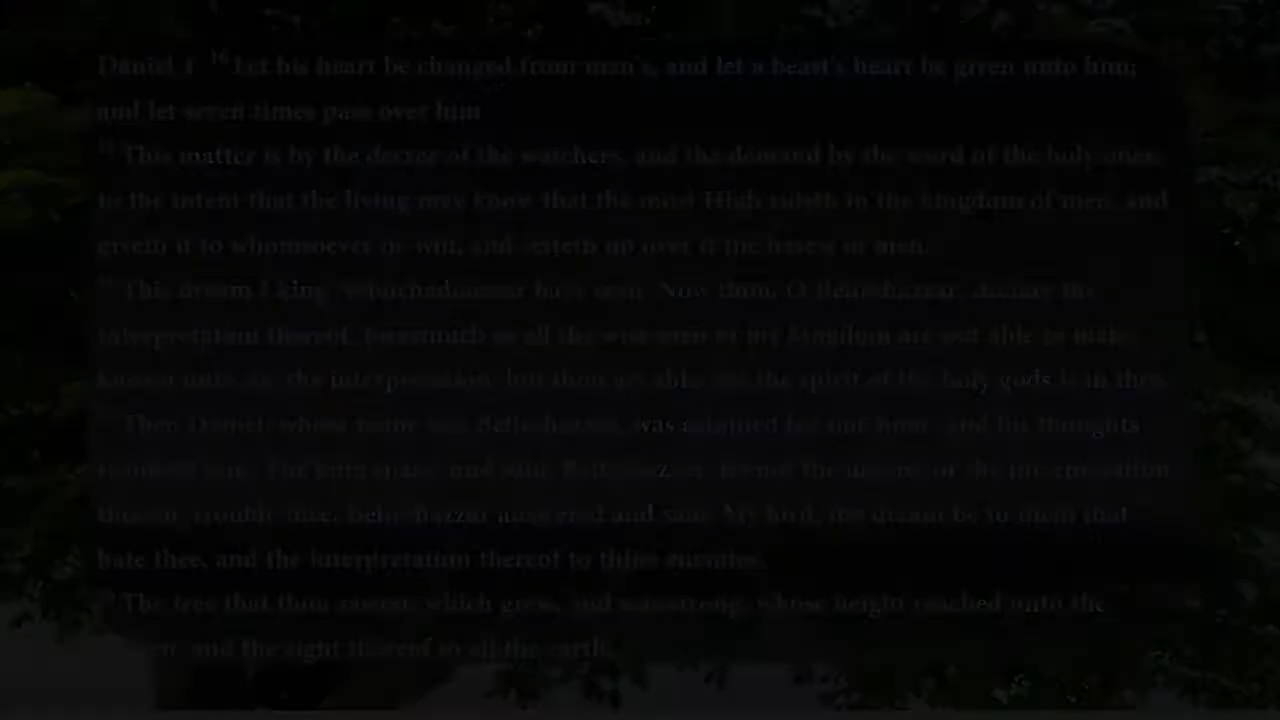 Daniel 4 16 Let his heart be changed from man's, and let a beast's heart be given unto him;
and let seven times pass over him
This matter is by the decree of the watchers, and the demand by the word of the holy ones:
to the intent that the living may know that the most High ruleth in the kingdom of men, and
giveth it to whomsoever he will, and setteth up over it the basest of men.
This dream I king Nebuchadnezzar have seen. Now thou, O Belteshazzar, declare the
interpretation thereof, forasmuch as all the wise men of my kingdom are not able to make
known unto me the interpretation: but thou art able; for the spirit of the holy gods is in thee.
Then Daniel, whose name was Belteshazzar, was astonied for one hour, and his thoughts
troubled him. The king spake, and said, Belteshazzar, let not the dream, or the interpretation
thereof, trouble thee. Belteshazzar answered and said, My lord, the dream be to them that
hate thee, and the interpretation thereof to thine enemies.
The tree that thou sawest, which grew, and was strong, whose height reached unto the
and the sight thereof to all the earth;